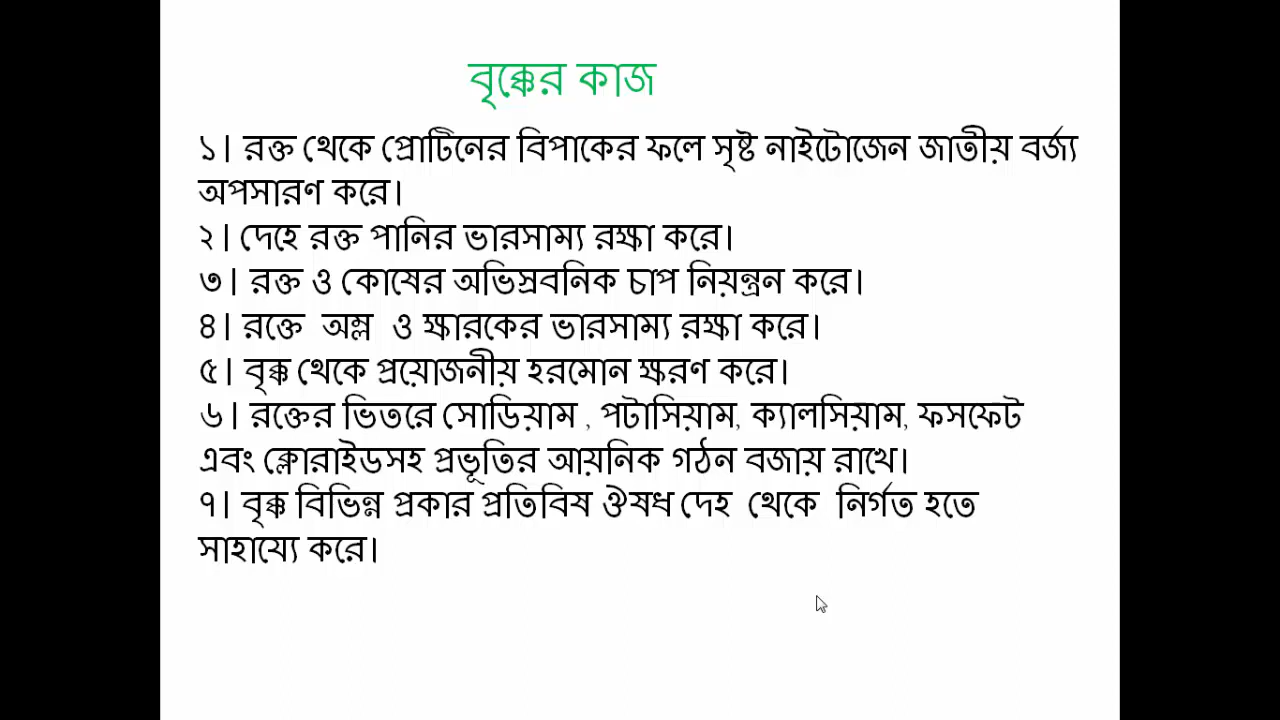 বৃক্কের কাজ
১। রক্ত থেকে প্রোটিনের বিপাকের ফলে সৃষ্ট নাইটোজেন জাতীয় বর্জ্য
অপসারণ করে।
২। দেহে রক্ত পানির ভারসাম্য রক্ষা করে।
৩। রক্ত ও কোষের অভিস্রবনিক চাপ নিয়ন্ত্রন করে।
৪। রক্তে অম্ল ও ক্ষারকের ভারসাম্য রক্ষা করে।
৫। বৃক্ক থেকে প্রয়োজনীয় হরমোন ক্ষরণ করে।
৬। রক্তের ভিতরে সোডিয়াম , পটাসিয়াম, ক্যালসিয়াম, ফসফেট
এবং ক্লোরাইডসহ প্রভূতির আয়নিক গঠন বজায় রাখে।
৭। বৃক্ক বিভিন্ন প্রকার প্রতিবিষ ঔষধ দেহ থেকে নির্গত হতে
সাহায্যে করে।